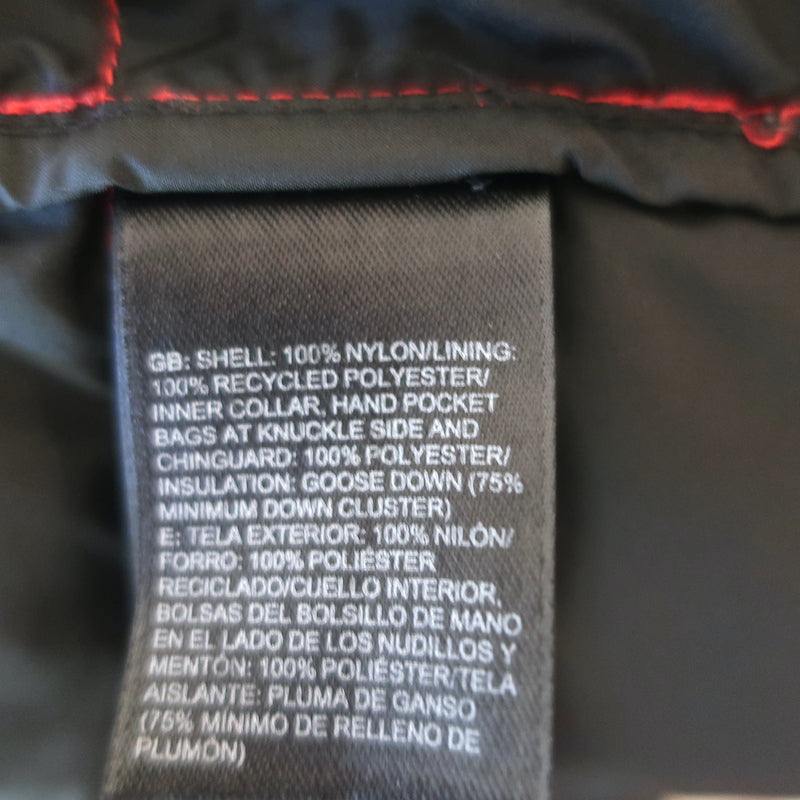 GB: SHELL: 100% NYLON/LINING:
100% RECYCLED POLYESTER/
INNER COLLAR, HAND POCKET
BAGS AT KNUCKLE SIDE AND
CHINGUARD: 100% POLYESTER/
INSULATION: GOOSE DOWN (75%
MINIMUM DOWN CLUSTER)
E: TELA EXTERIOR: 100% NILÓN/
FORRO: 100% POLIÉSTER
RECICLADO/CUELLO INTERIOR,
BOLSAS DEL BOLSILLO DE MANO
EN EL LADO DE LOS NUDILLOS Y
MENTÓN: 100% POLIÉSTER/TELA
AISLANTE: PLUMA DE GANSO
(75% MÍNIMO DE RELLENO DE
PLUMÓN)